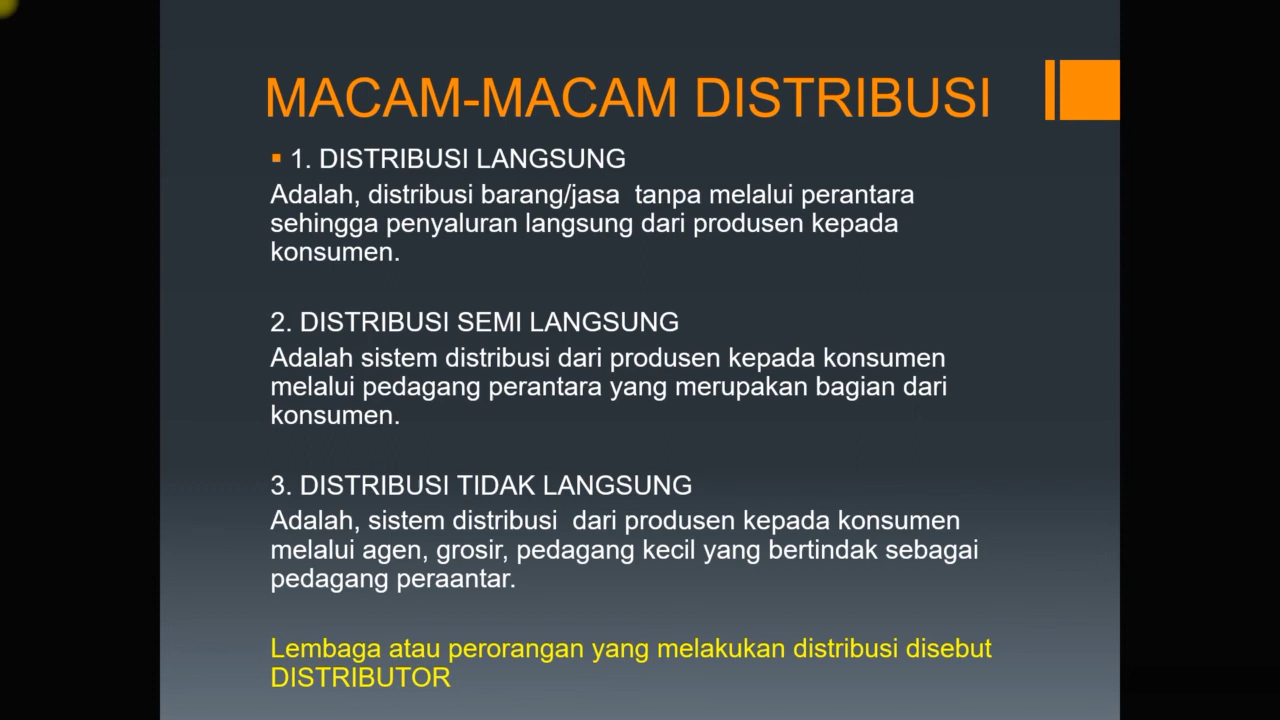 MACAM-MACAM DISTRIBUSI
1. DISTRIBUSI LANGSUNG
Adalah, distribusi barang/jasa  tanpa melalui perantara
sehingga penyaluran langsung dari produsen kepada
konsumen.
2. DISTRIBUSI SEMI LANGSUNG
Adalah sistem distribusi dari produsen kepada konsumen
melalui pedagang perantara yang merupakan bagian dari
konsumen.
3. DISTRIBUSI TIDAK LANGSUNG
Adalah, sistem distribusi  dari produsen kepada konsumen
melalui agen, grosir, pedagang kecil yang bertindak sebagai
pedagang peraantar.
Lembaga atau perorangan yang melakukan distribusi disebut
DISTRIBUTOR